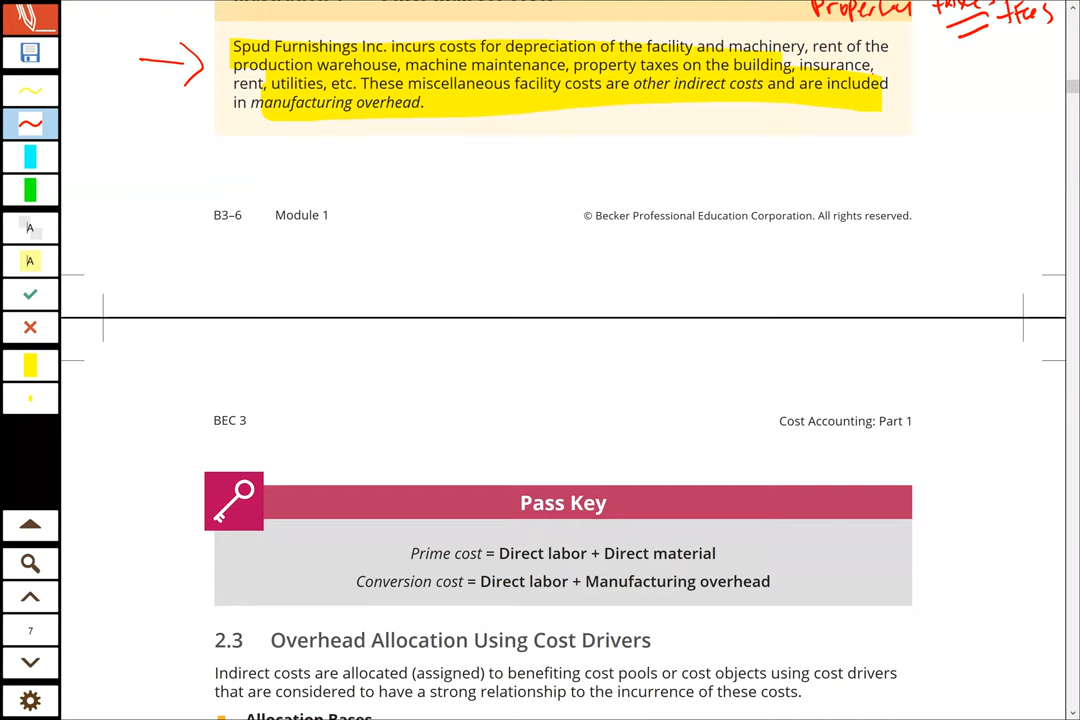 Property taxes
fees
Spud Furnishings Inc. incurs costs for depreciation of the facility and machinery, rent of the
production warehouse, machine maintenance, property taxes on the building, insurance,
rent, utilities, etc. These miscellaneous facility costs are other indirect costs and are included
in manufacturing overhead.
B3–6 Module 1 © Becker Professional Education Corporation. All rights reserved.
BEC 3 Cost Accounting: Part 1
Pass Key
Prime cost = Direct labor + Direct material
Conversion cost = Direct labor + Manufacturing overhead
2.3 Overhead Allocation Using Cost Drivers
Indirect costs are allocated (assigned) to benefiting cost pools or cost objects using cost drivers
that are considered to have a strong relationship to the incurrence of these costs.
Allocation Bases
A
A
7